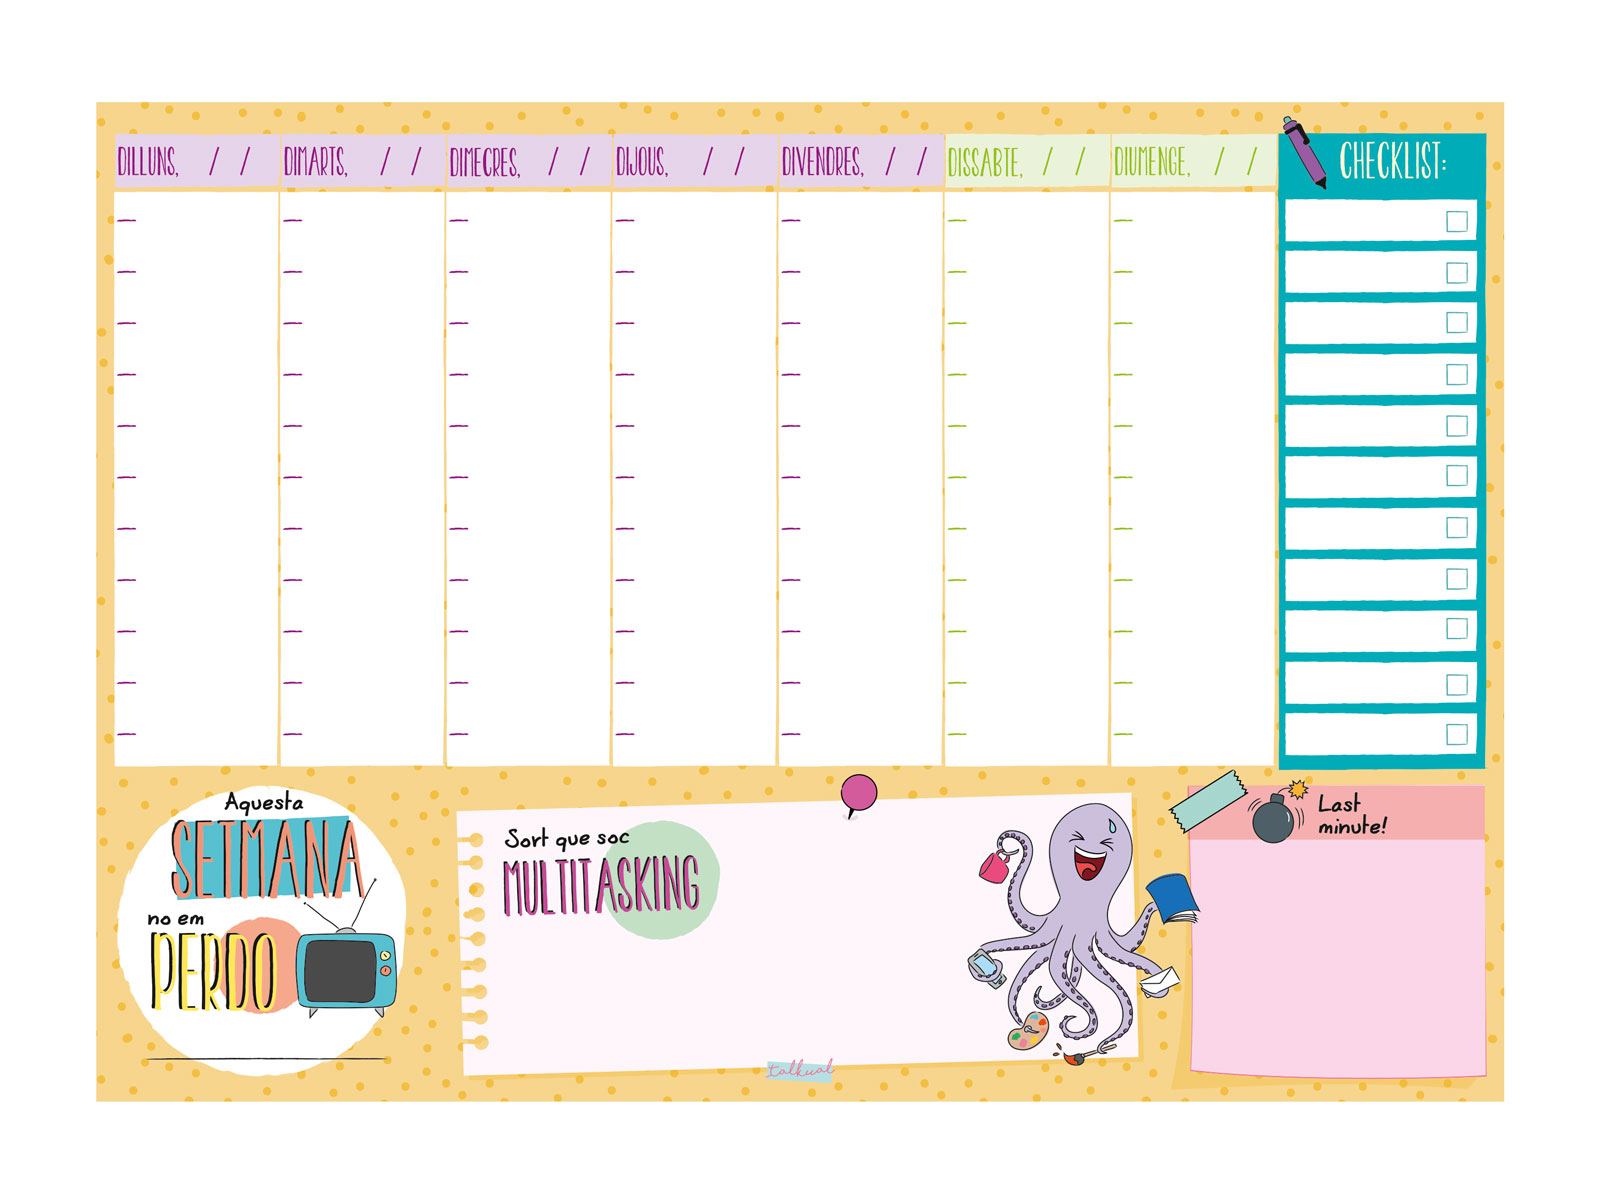 DILLUNS, / / DIMARTS, / / DIMECRES, / / DIJOUS, / / DIVENDRES, / / DISSABTE, / / DIUMENGE, / / CHECKLIST:
Aquesta
SETMANA
no em
PERDO
Sort que soc
MULTITASKING
Last
minute!
talkual